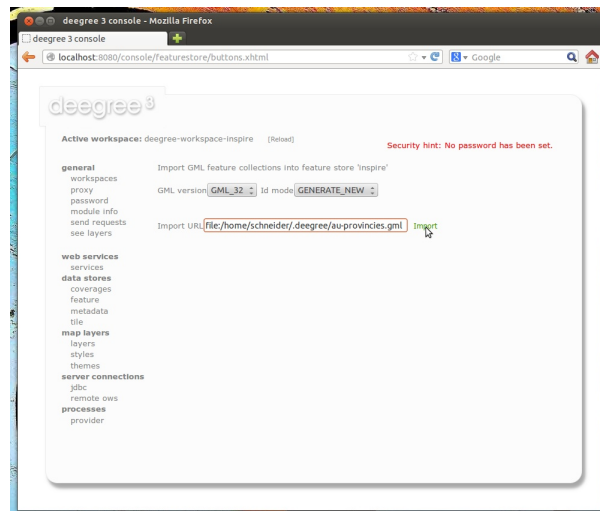 deegree 3 console - Mozilla Firefox
deegree 3 console
localhost:8080/console/featurestore/buttons.xhtml
Google
deegree 3
Active workspace: deegree-workspace-inspire [Reload]
Security hint: No password has been set.
general
workspaces
proxy
password
module info
send requests
see layers
web services
services
data stores
coverages
feature
metadata
tile
map layers
layers
styles
themes
server connections
jdbc
remote ows
processes
provider
Import GML feature collections into feature store 'inspire'
GML version GML_32 Id mode GENERATE_NEW
Import URL file:/home/schneider/.deegree/au-provincies.gml Import